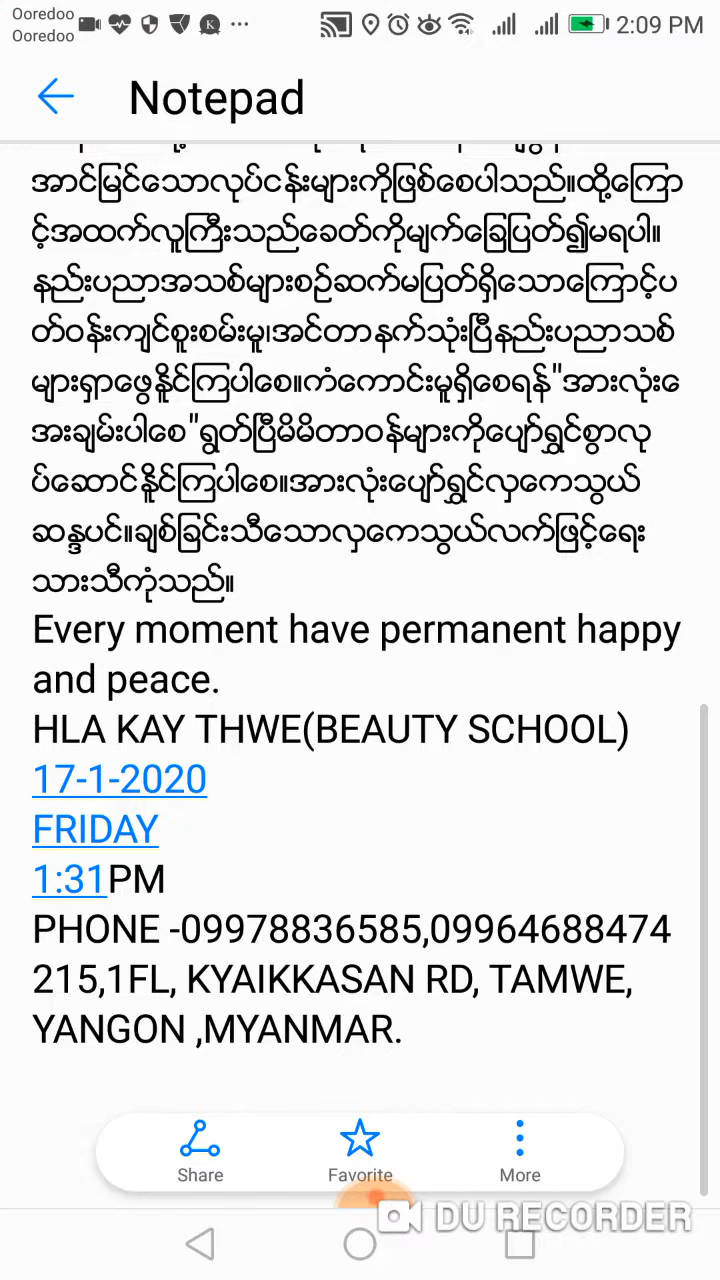 Ooredoo
Ooredoo
2:09 PM
Notepad
အာင်မြင်သောလုပ်ငန်းများကိုဖြစ်စေပါသည်။ထို့ကြော
င့်အထက်လူကြီးသည်ခေတ်ကိုမျက်ခြေပြတ်၍မရပါ။
နည်းပညာအသစ်များစဉ်ဆက်မပြတ်ရှိသောကြောင့်ပ
တ်ဝန်းကျင်စူးစမ်းမှု၊အင်တာနက်သုံးပြီနည်းပညာသစ်
များရှာဖွေနိူင်ကြပါစေ။ကံကောင်းမှုရှိစေရန်"အားလုံးေ
အးချမ်းပါစေ"ရွတ်ပြီမိမိတာဝန်များကိုပျော်ရွှင်စွာလု
ပ်ဆောင်နိူင်ကြပါစေ။အားလုံးပျော်ရွှင်လှကေသွယ်
ဆန္ဒပင်။ချစ်ခြင်းသီသောလှကေသွယ်လက်ဖြင့်ရေး
သားသီကုံသည်။
Every moment have permanent happy
and peace.
HLA KAY THWE(BEAUTY SCHOOL)
17-1-2020
FRIDAY
1:31PM
PHONE -09978836585,09964688474
215,1FL, KYAIKKASAN RD, TAMWE,
YANGON ,MYANMAR.
Share
Favorite
More
DU RECORDER